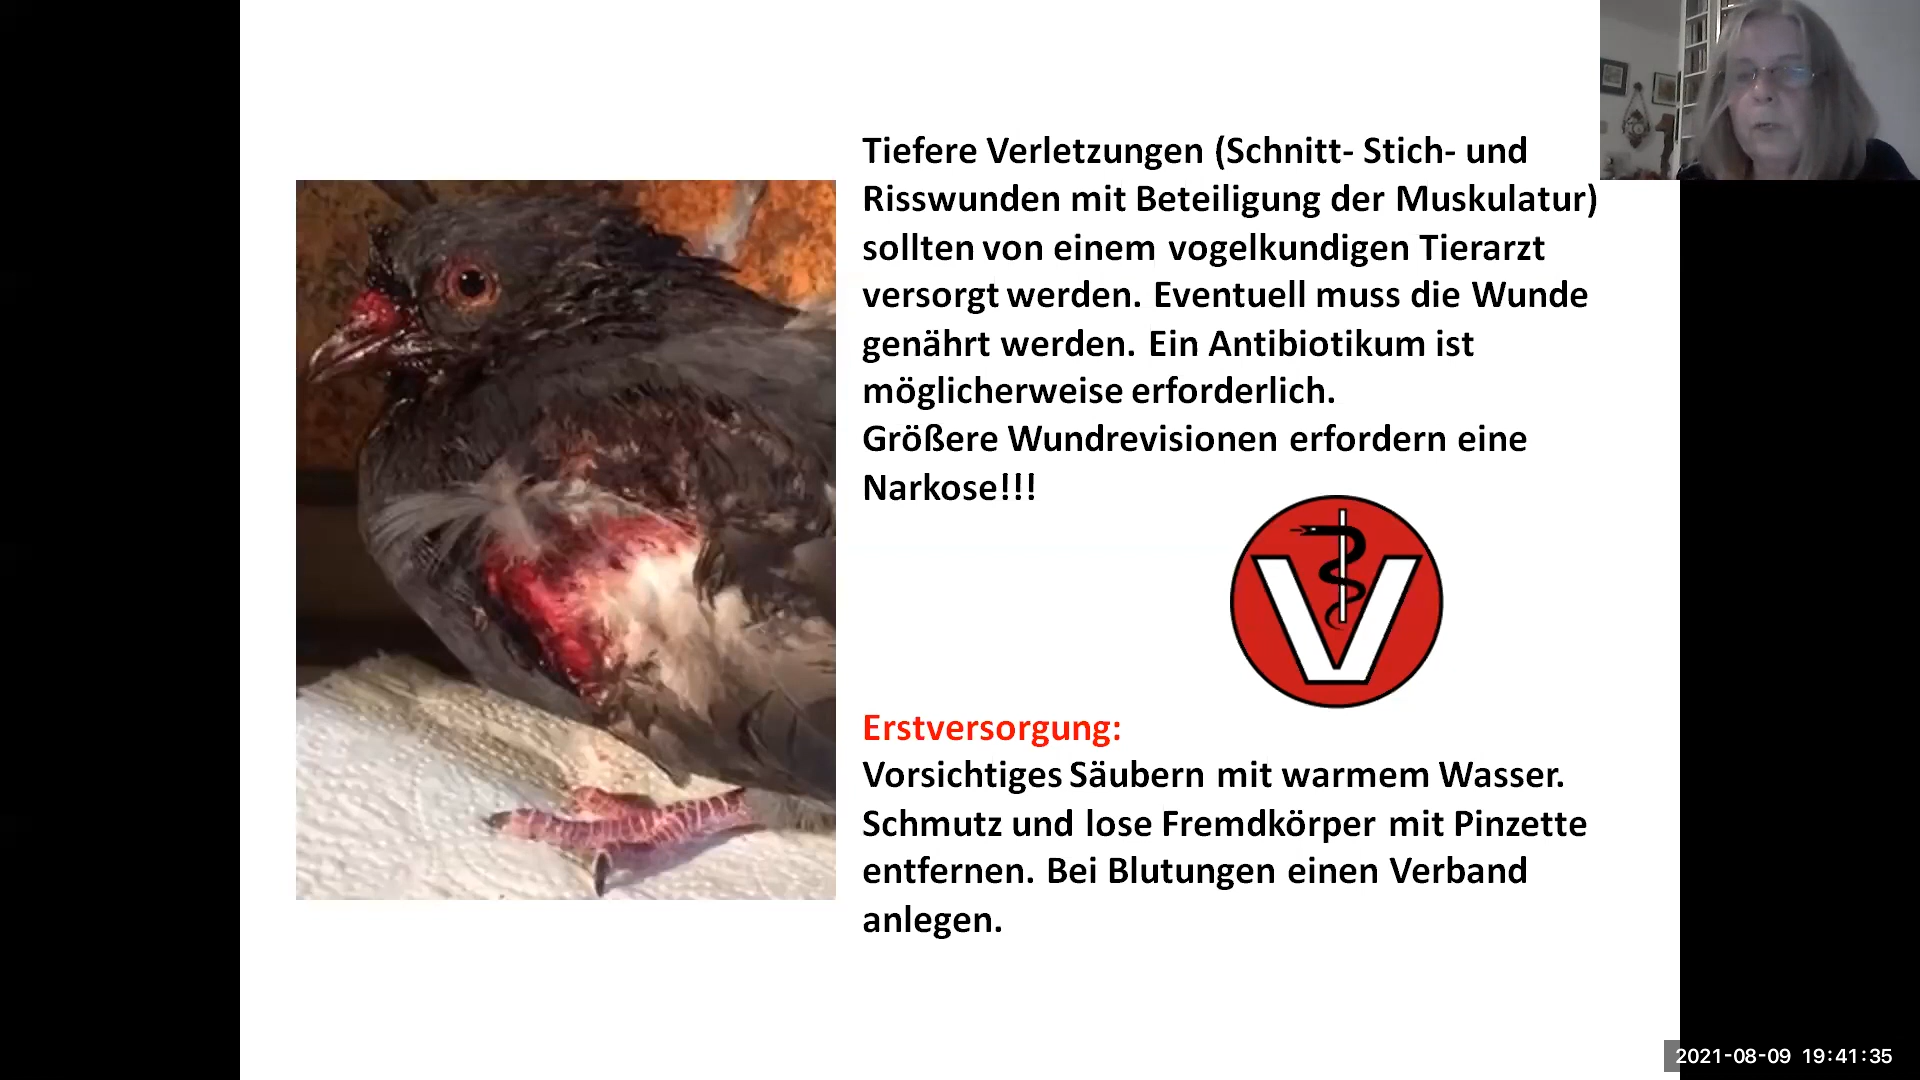 Tiefere Verletzungen (Schnitt- Stich- und
Risswunden mit Beteiligung der Muskulatur)
sollten von einem vogelkundigen Tierarzt
versorgt werden. Eventuell muss die Wunde
genährt werden. Ein Antibiotikum ist
möglicherweise erforderlich.
Größere Wundrevisionen erfordern eine
Narkose!!!
V
Erstversorgung:
Vorsichtiges Säubern mit warmem Wasser.
Schmutz und lose Fremdkörper mit Pinzette
entfernen. Bei Blutungen einen Verband
anlegen.
2021-08-09 19:41:35